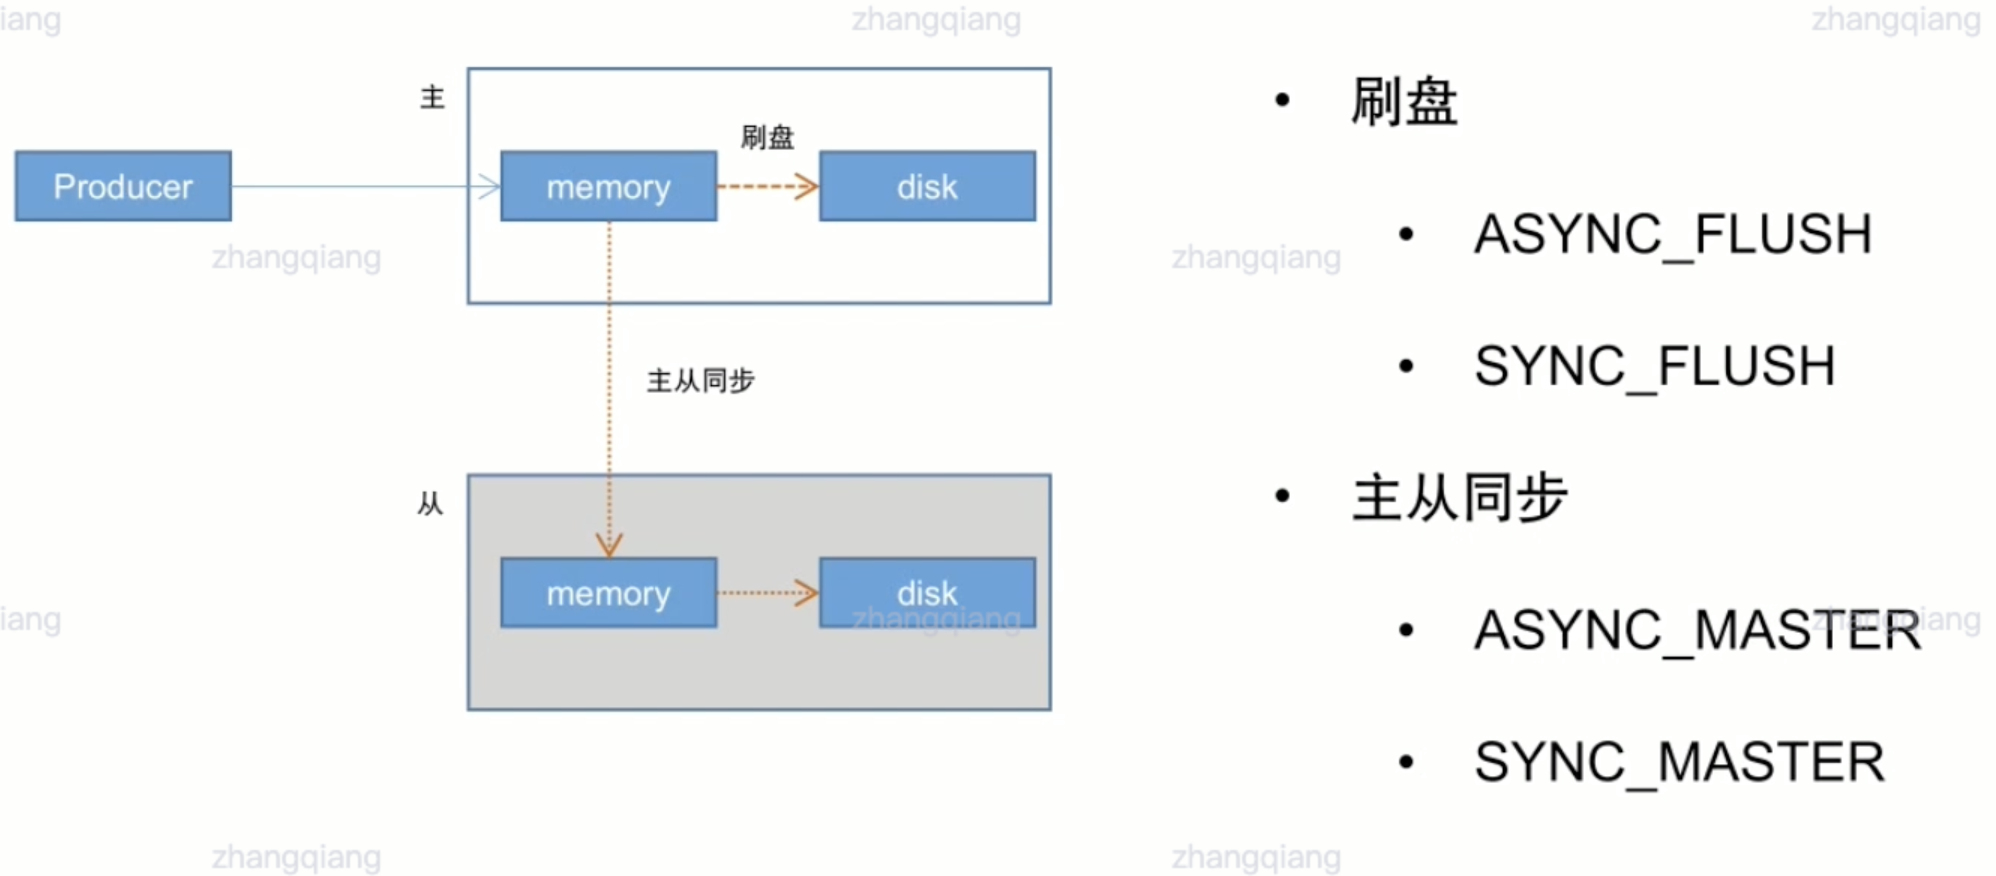 iang
zhangqiang
zhangqiang
主
刷盘
Producer
memory
disk
zhangqiang
主从同步
从
memory
disk
iang
zhangqiang
zhangqiang
刷盘
zhangqiang
ASYNC_FLUSH
SYNC_FLUSH
主从同步
ASYNC_MASTER
zhangqiang
SYNC_MASTER
zhangqiang